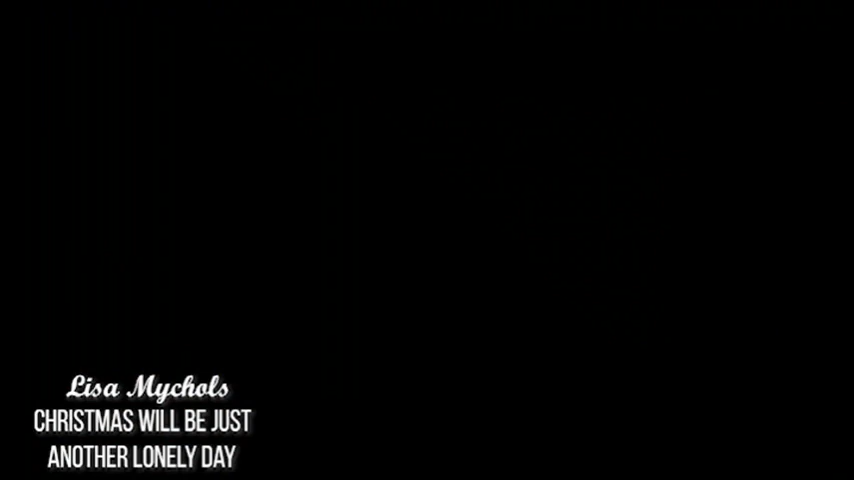 Lisa Mychols
CHRISTMAS WILL BE JUST
ANOTHER LONELY DAY